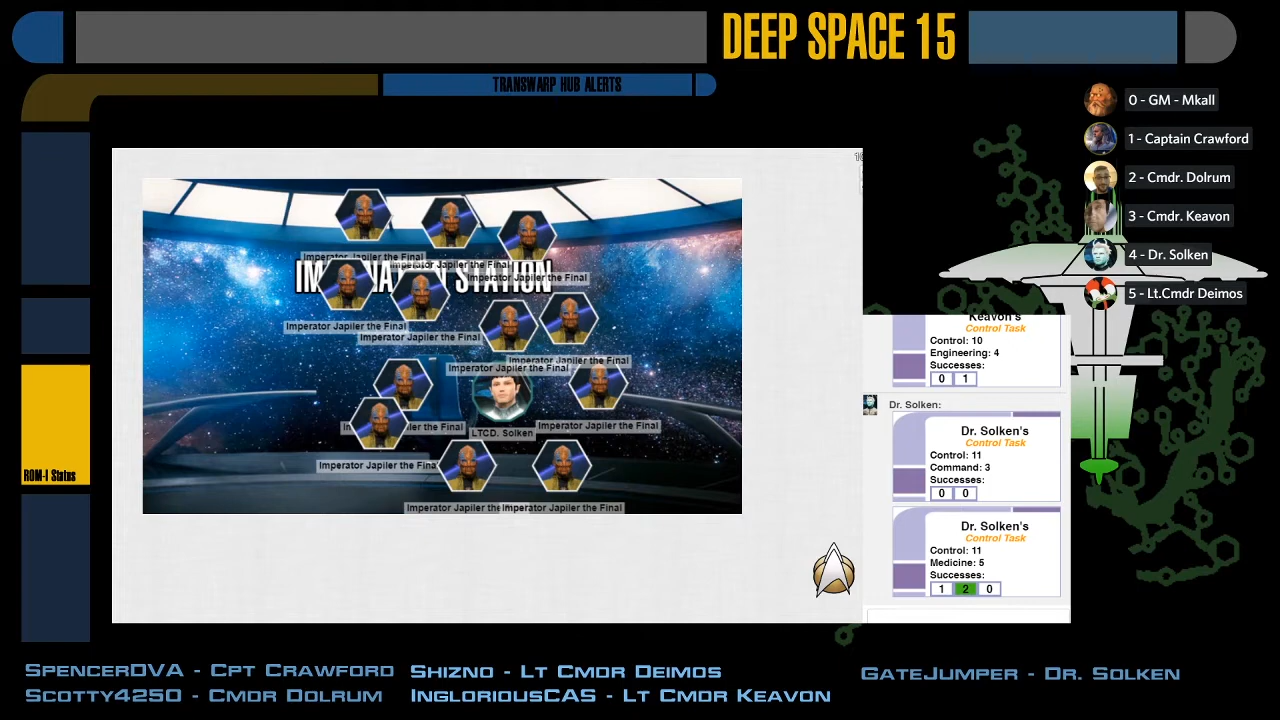 DEEP SPACE 15
TRANSWARP HUB ALERTS
0 - GM - Mkall
1 - Captain Crawford
2 - Cmdr. Dolrum
3 - Cmdr. Keavon
4 - Dr. Solken
5 - Lt.Cmdr Deimos
Imperator Japiler the Final
Imperator Japiler the Final
Imperator Japiler the Final
STATION
Imperator Japiler the Final
Imperator Japiler the Final
Imperator Japiler the Final
Imperator Japiler the Final
le Final
LTCD. Solken
Imperator Japiler the Final
Imperator Japiler the Fina
Imperator Japiler the
Imperator Japiler the Final
Keavon's
Control Task
Control: 10
Engineering: 4
Successes:
0 1
Dr. Solken:
Dr. Solken's
Control Task
Control: 11
Command: 3
Successes:
0 0
Dr. Solken's
Control Task
Control: 11
Medicine: 5
Successes:
1 2 0
ROM-I Status
SpencerDVA - Cpt Crawford
Shizno - Lt Cmdr Deimos
GateJumper - Dr. Solken
Scotty4250 - Cmdr Dolrum
IngloriousCAS - Lt Cmdr Keavon